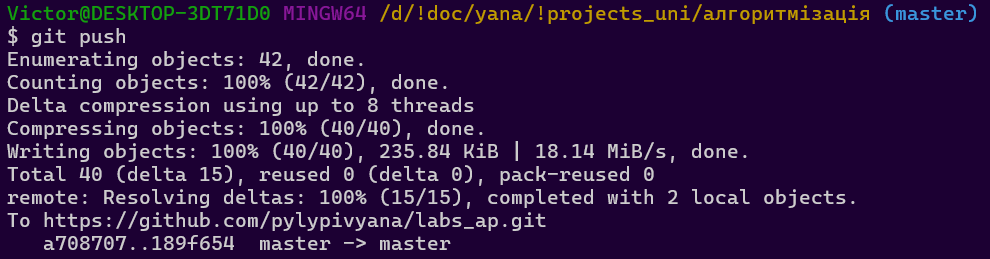 Victor@DESKTOP-3DT71D0 MINGW64 /d/!doc/yana/!projects_uni/алгоритмізація (master)
$ git push
Enumerating objects: 42, done.
Counting objects: 100% (42/42), done.
Delta compression using up to 8 threads
Compressing objects: 100% (40/40), done.
Writing objects: 100% (40/40), 235.84 KiB | 18.14 MiB/s, done.
Total 40 (delta 15), reused 0 (delta 0), pack-reused 0
remote: Resolving deltas: 100% (15/15), completed with 2 local objects.
To https://github.com/pylypivyana/labs_ap.git
   a708707..189f654  master -> master